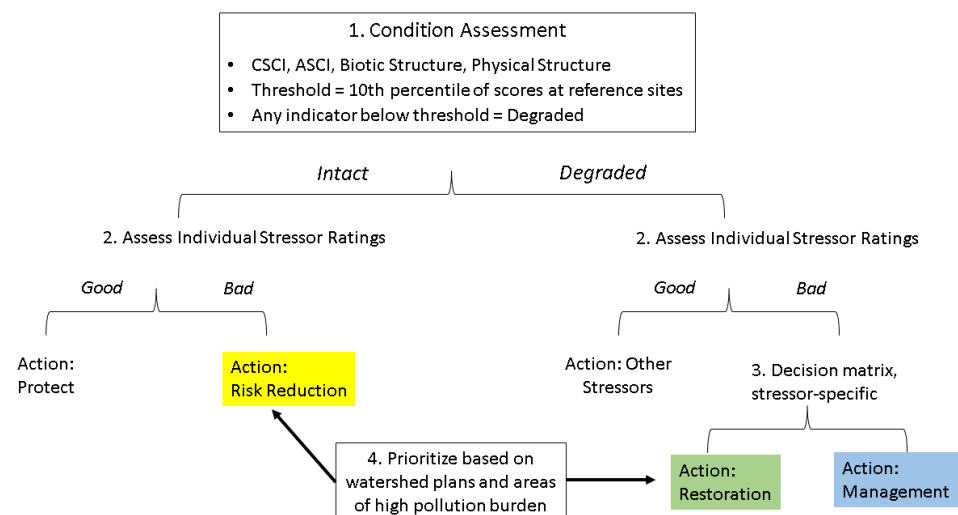 1. Condition Assessment
• CSCI, ASCI, Biotic Structure, Physical Structure
• Threshold = 10th percentile of scores at reference sites
• Any indicator below threshold = Degraded
Intact
Degraded
2. Assess Individual Stressor Ratings
2. Assess Individual Stressor Ratings
Good
Bad
Good
Bad
Action:
Protect
Action:
Risk Reduction
Action: Other
Stressors
3. Decision matrix,
stressor-specific
4. Prioritize based on
watershed plans and areas
of high pollution burden
Action:
Restoration
Action:
Management